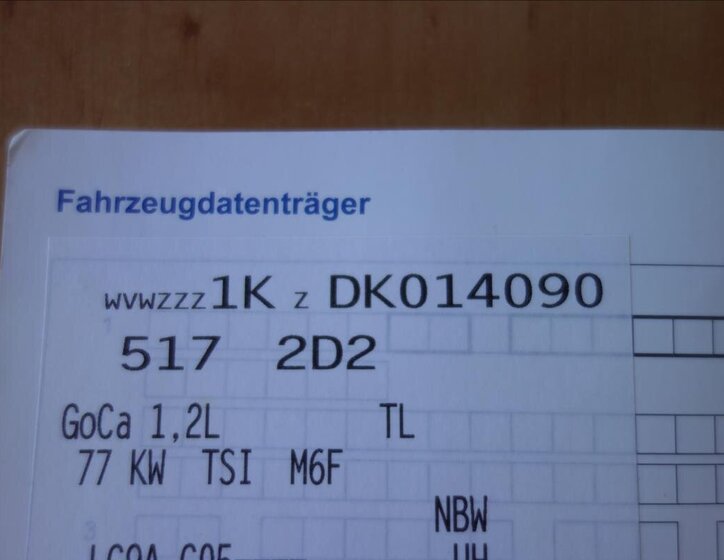 Fahrzeugdatenträger
WVWZZZ1K Z DK014090
517 2D2
GoCa 1,2L TL
77 KW TSI M6F
NBW